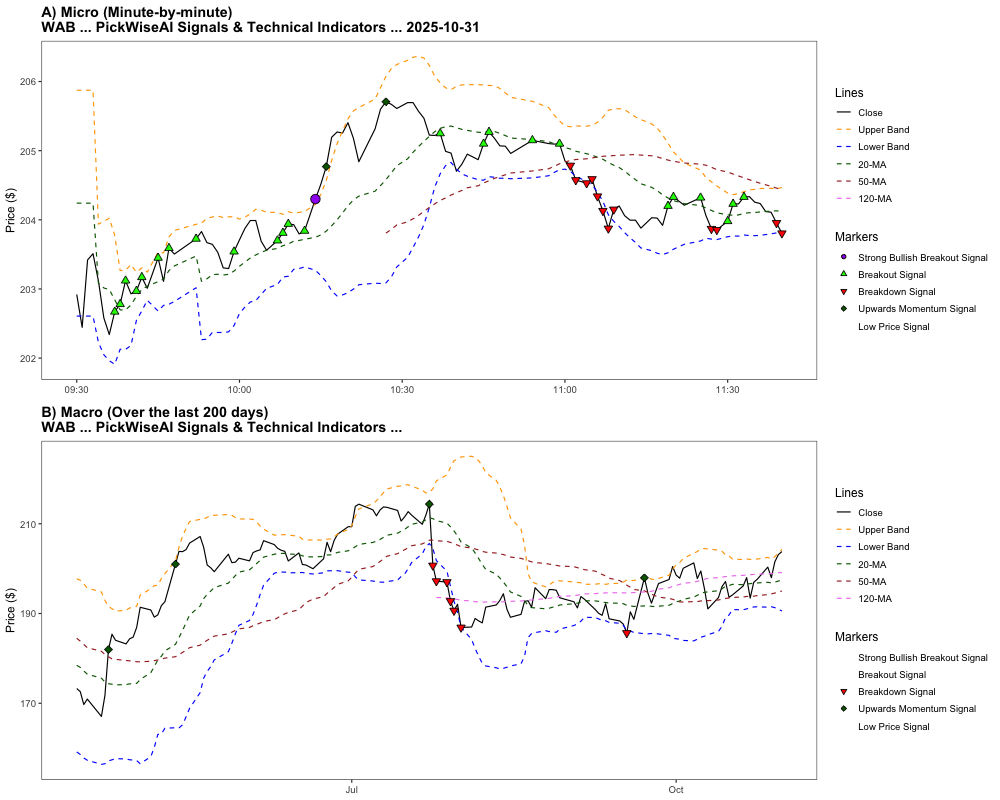 A) Micro (Minute-by-minute)
WAB ... PickWiseAI Signals & Technical Indicators ... 2025-10-31
206
205
204
203
202
Price ($)
09:30
10:00
10:30
11:00
11:30
Lines
Close
Upper Band
Lower Band
20-MA
50-MA
120-MA
Markers
Strong Bullish Breakout Signal
Breakout Signal
Breakdown Signal
Upwards Momentum Signal
Low Price Signal
B) Macro (Over the last 200 days)
WAB ... PickWiseAI Signals & Technical Indicators ...
210
190
170
Price ($)
Jul
Oct
Lines
Close
Upper Band
Lower Band
20-MA
50-MA
120-MA
Markers
Strong Bullish Breakout Signal
Breakout Signal
Breakdown Signal
Upwards Momentum Signal
Low Price Signal